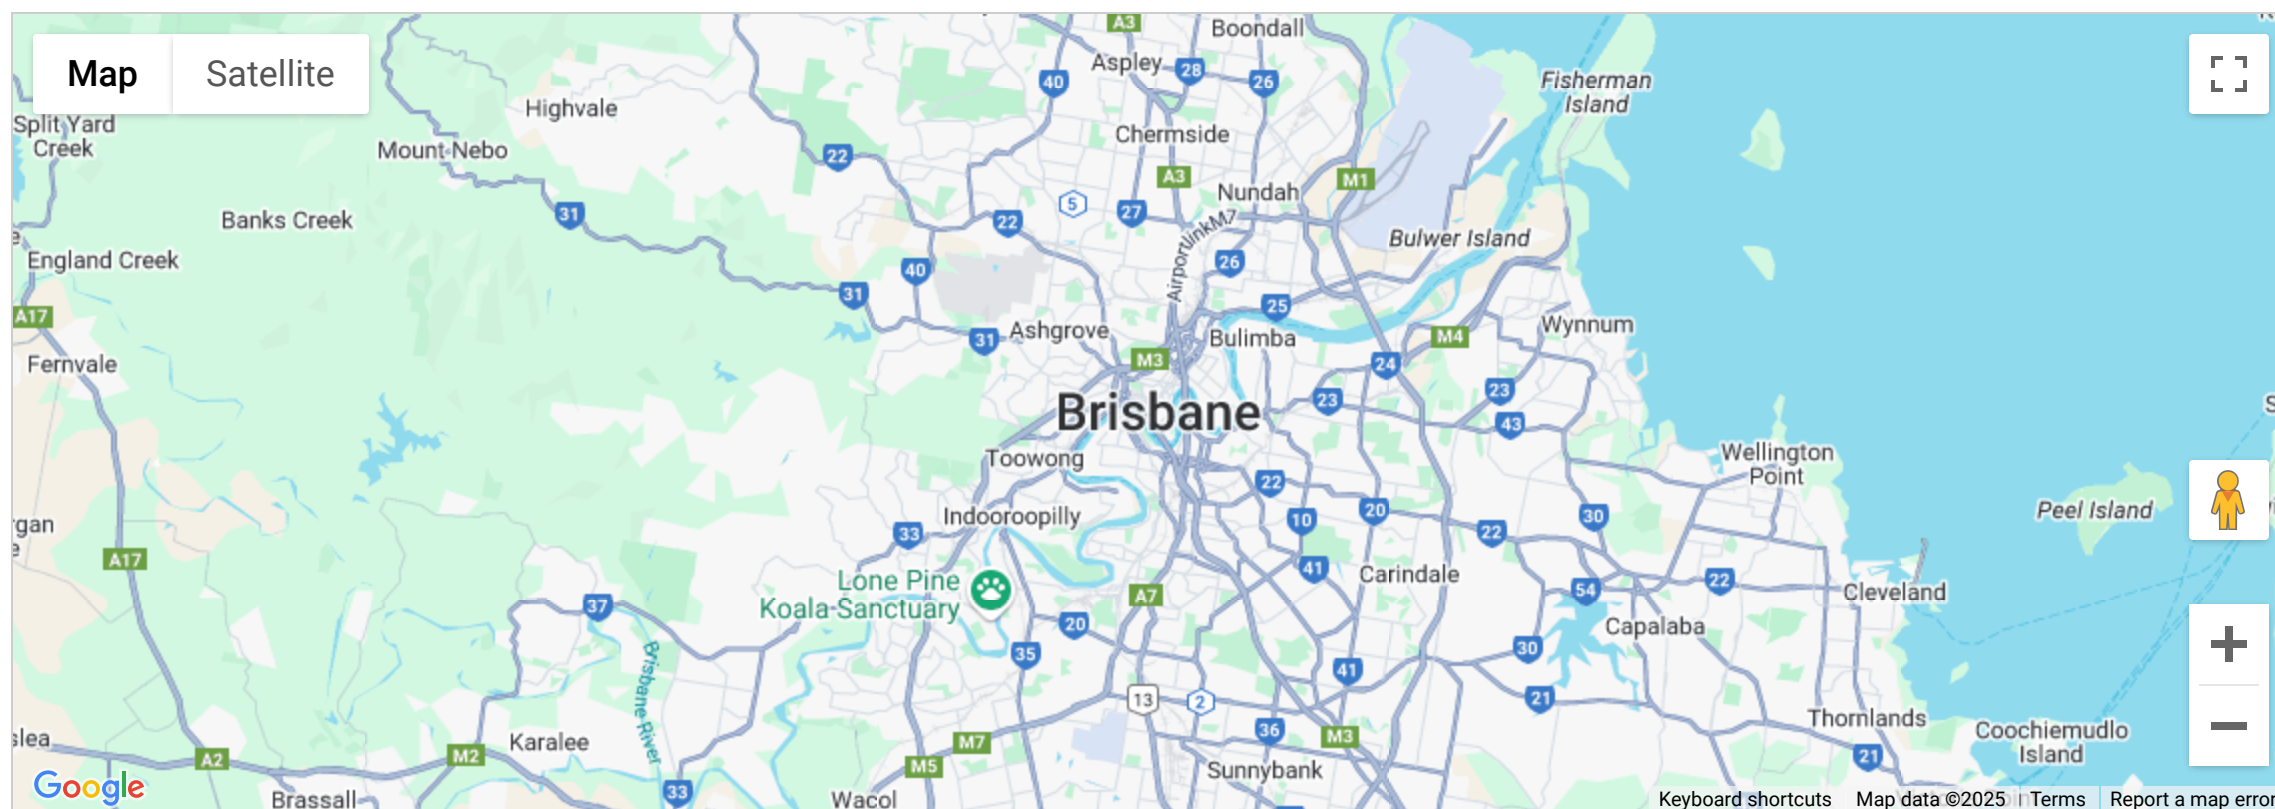 Map
Satellite
A3
Boondall
Aspley
28
26
40
Fisherman
Island
Highvale
Split Yard
Creek
Chermside
Mount Nebo
22
A3
M1
Nundah
5
27
31
22
Banks Creek
AirportlinkM7
Bulwer Island
England Creek
26
40
31
25
A17
Ashgrove
31
Bulimba
M4
Wynnum
M3
24
Fernvale
23
23
Brisbane
43
Toowong
Wellington
Point
22
Peel Island
Indooroopilly
10
20
30
33
22
A17
41
Carindale
Lone Pine
Koala Sanctuary
A7
54
22
Cleveland
37
20
Capalaba
Brisbane River
35
30
41
13
2
21
Thornlands
36
M3
Coochiemudlo
Island
Karalee
M7
M2
A2
M5
21
Sunnybank
Google
33
Brassall
Wacol
Keyboard shortcuts
Map data ©2025
Terms
Report a map error